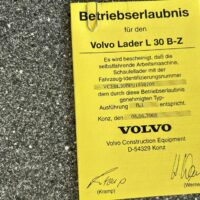 Betriebserlaubnis
für den
Volvo Lader L 30 B-Z
Es wird bescheinigt, daß die
selbstfahrende Arbeitsmaschine,
Schaufellader mit der
Fahrzeug-Identifizierungsnummer
dem durch diese Betriebserlaubnis
genehmigten Typ:
Ausführung entspricht.
Konz, den
VOLVO
Volvo Construction Equipment
D-54329 Konz
(Kramp)